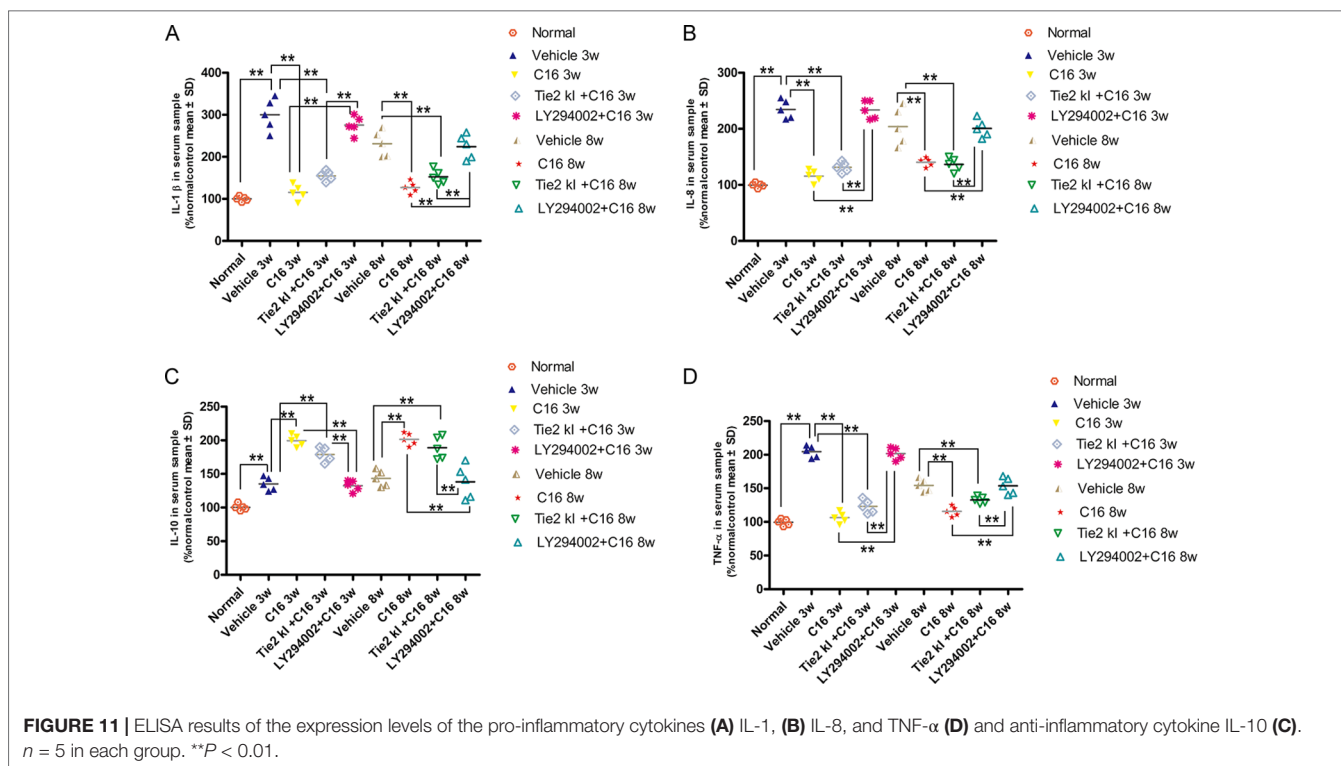 A
** ** ** ** ** ** ** ** ** **
IL-1 β in serum sample
(%normalcontrol mean ± SD)
400
300
200
100
0
Normal
Vehicle 3w
C16 3w
Tie2 kI +C16 3w
LY294002+C16 3w
Vehicle 8w
C16 8w
Tie2 kI +C16 8w
LY294002+C16 8w
Normal
Vehicle 3w
C16 3w
Tie2 kI +C16 3w
LY294002+C16 3w
Vehicle 8w
C16 8w
Tie2 kI +C16 8w
LY294002+C16 8w
B
** ** ** ** ** ** ** ** **
IL-8 in serum sample
(%normalcontrol mean ± SD)
300
200
100
0
Normal
Vehicle 3w
C16 3w
Tie2 kI +C16 3w
LY294002+C16 3w
Vehicle 8w
C16 8w
Tie2 kI +C16 8w
LY294002+C16 8w
Normal
Vehicle 3w
C16 3w
Tie2 kI +C16 3w
LY294002+C16 3w
Vehicle 8w
C16 8w
Tie2 kI +C16 8w
LY294002+C16 8w
C
** ** ** ** ** ** ** ** **
IL-10 in serum sample
(%normalcontrol mean ± SD)
250
200
150
100
50
0
Normal
Vehicle 3w
C16 3w
Tie2 kI +C16 3w
LY294002+C16 3w
Vehicle 8w
C16 8w
Tie2 kI +C16 8w
LY294002+C16 8w
Normal
Vehicle 3w
C16 3w
Tie2 kI +C16 3w
LY294002+C16 3w
Vehicle 8w
C16 8w
Tie2 kI +C16 8w
LY294002+C16 8w
D
** ** ** ** ** ** ** ** **
TNF-α in serum sample
(%normalcontrol mean ± SD)
250
200
150
100
50
0
Normal
Vehicle 3w
C16 3w
Tie2 kI +C16 3w
LY294002+C16 3w
Vehicle 8w
C16 8w
Tie2 kI +C16 8w
LY294002+C16 8w
Normal
Vehicle 3w
C16 3w
Tie2 kI +C16 3w
LY294002+C16 3w
Vehicle 8w
C16 8w
Tie2 kI +C16 8w
LY294002+C16 8w
FIGURE 11 | ELISA results of the expression levels of the pro-inflammatory cytokines (A) IL-1, (B) IL-8, and TNF-α (D) and anti-inflammatory cytokine IL-10 (C).
n = 5 in each group. **P < 0.01.